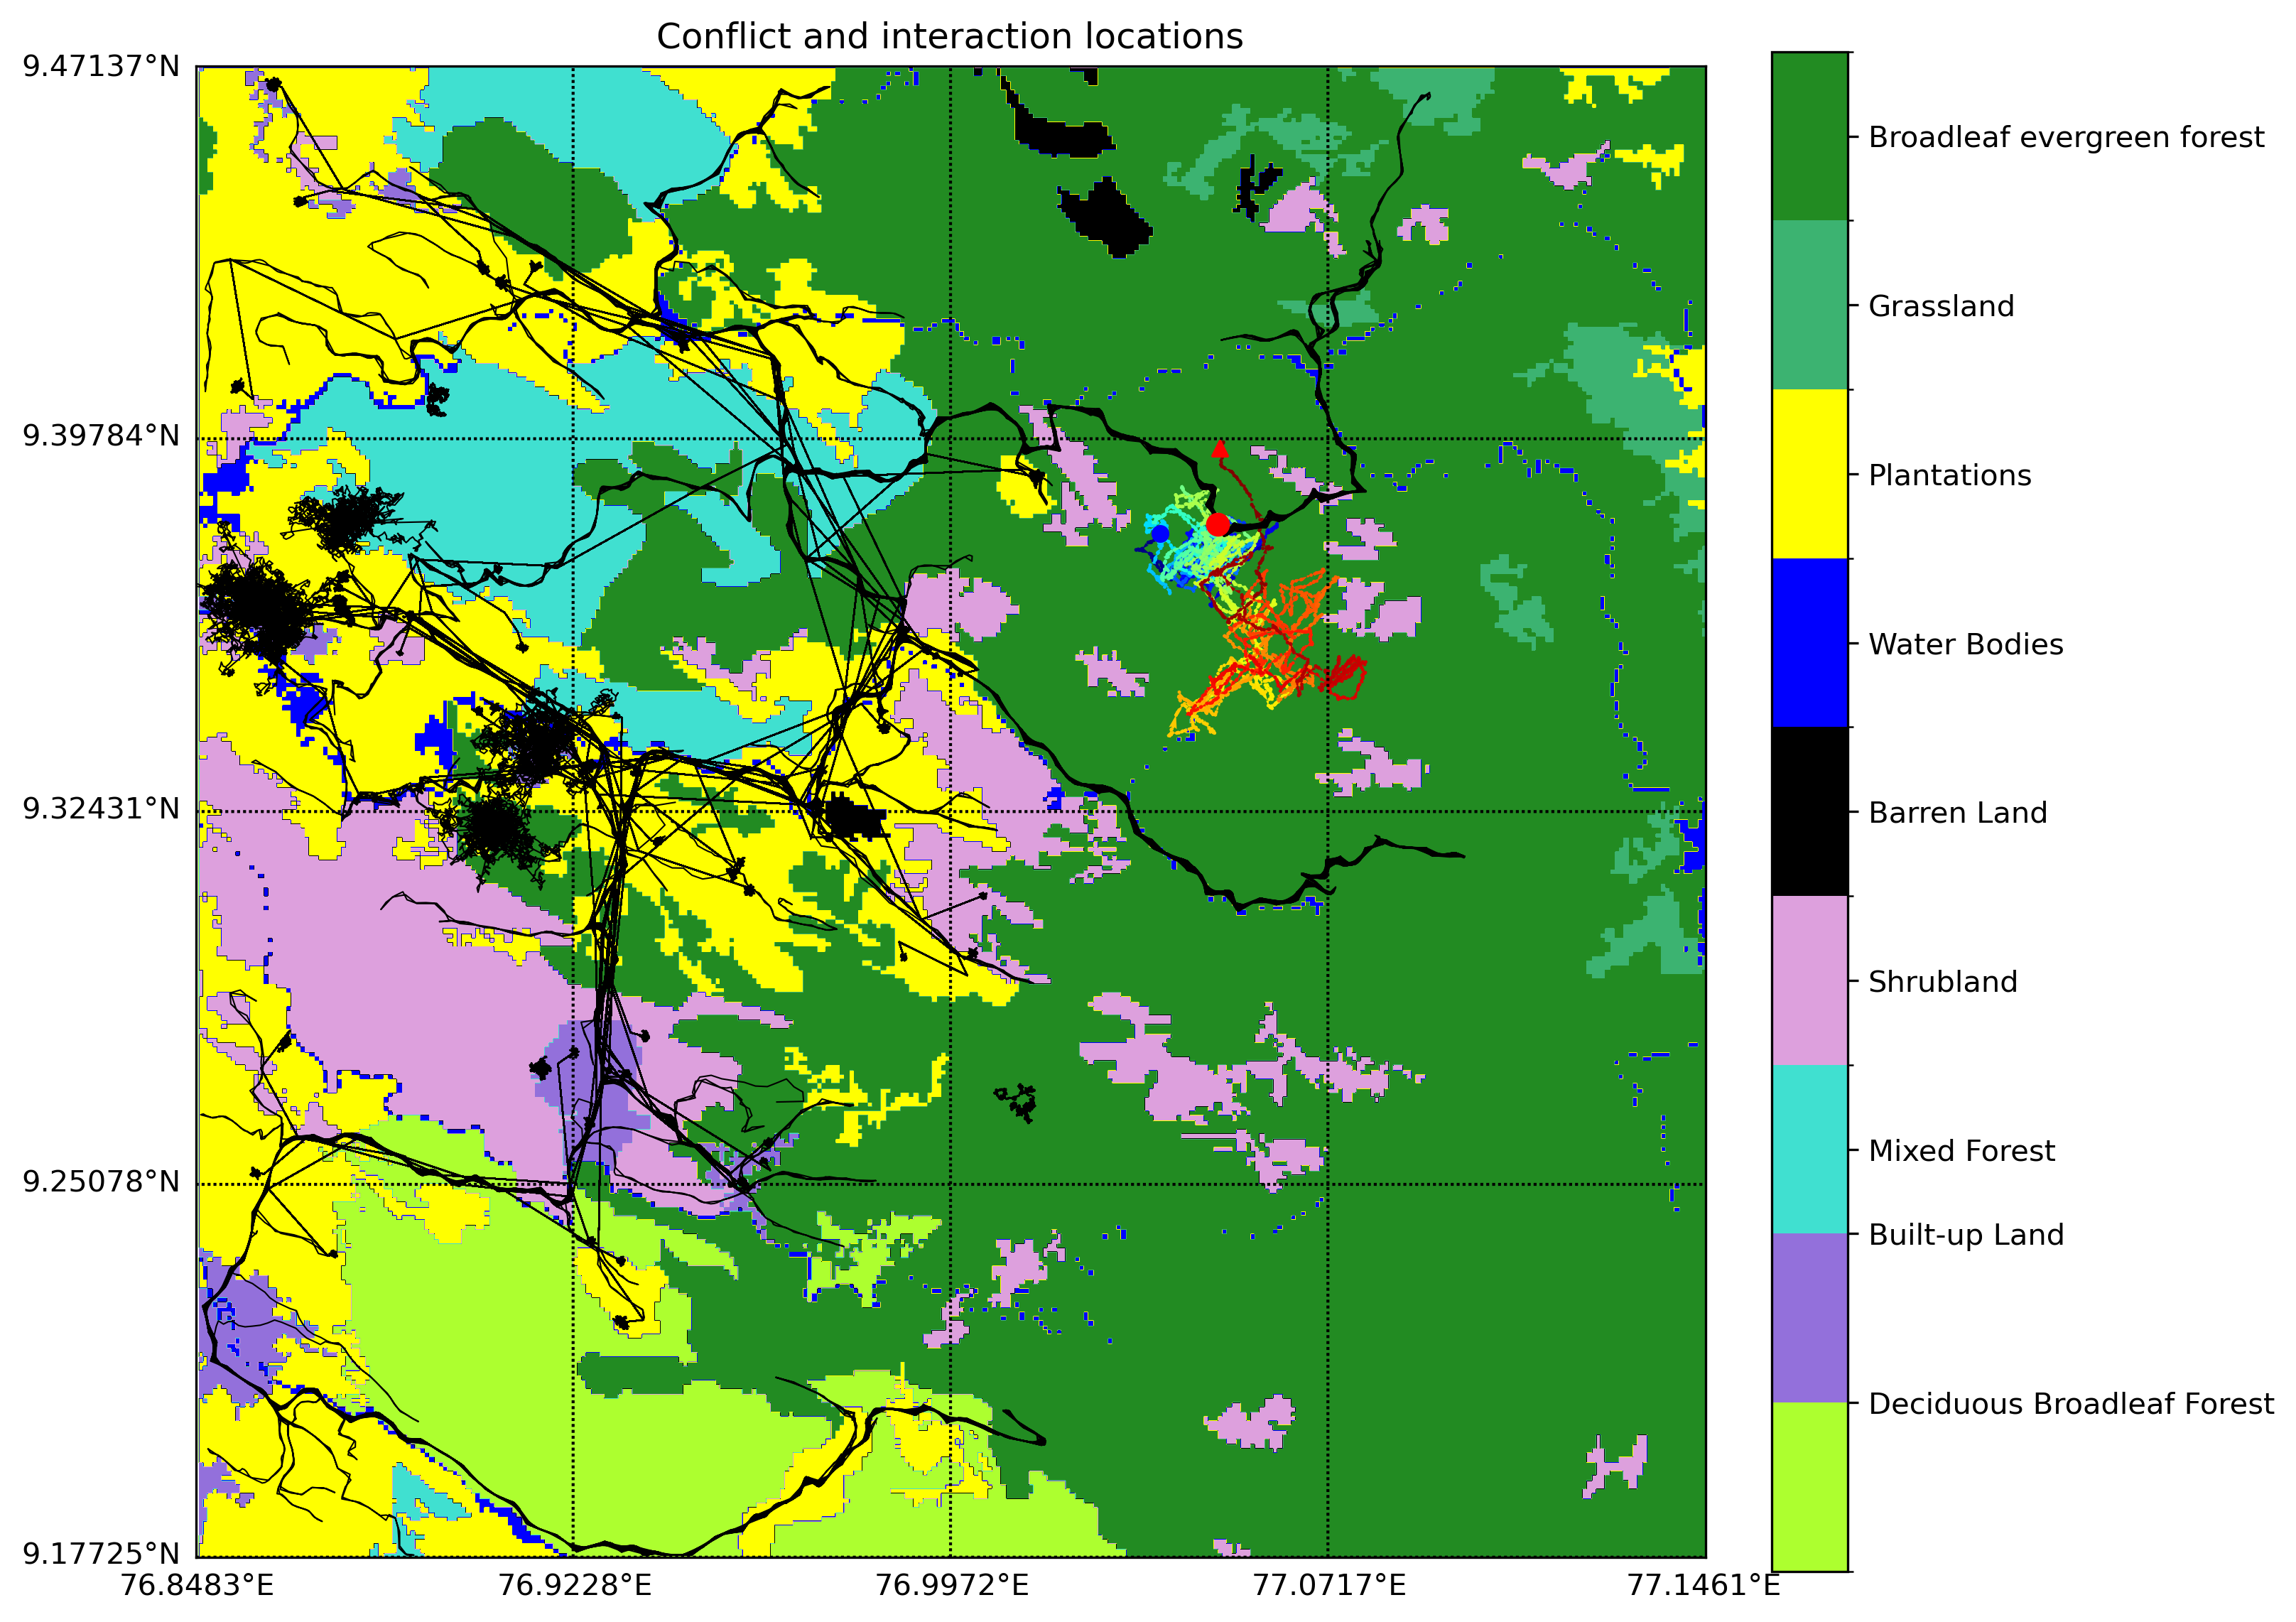 Conflict and interaction locations
9.47137°N
9.39784°N
9.32431°N
9.25078°N
9.17725°N
76.8483°E
76.9228°E
76.9972°E
77.0717°E
77.1461°E
Broadleaf evergreen forest
Grassland
Plantations
Water Bodies
Barren Land
Shrubland
Mixed Forest
Built-up Land
Deciduous Broadleaf Forest